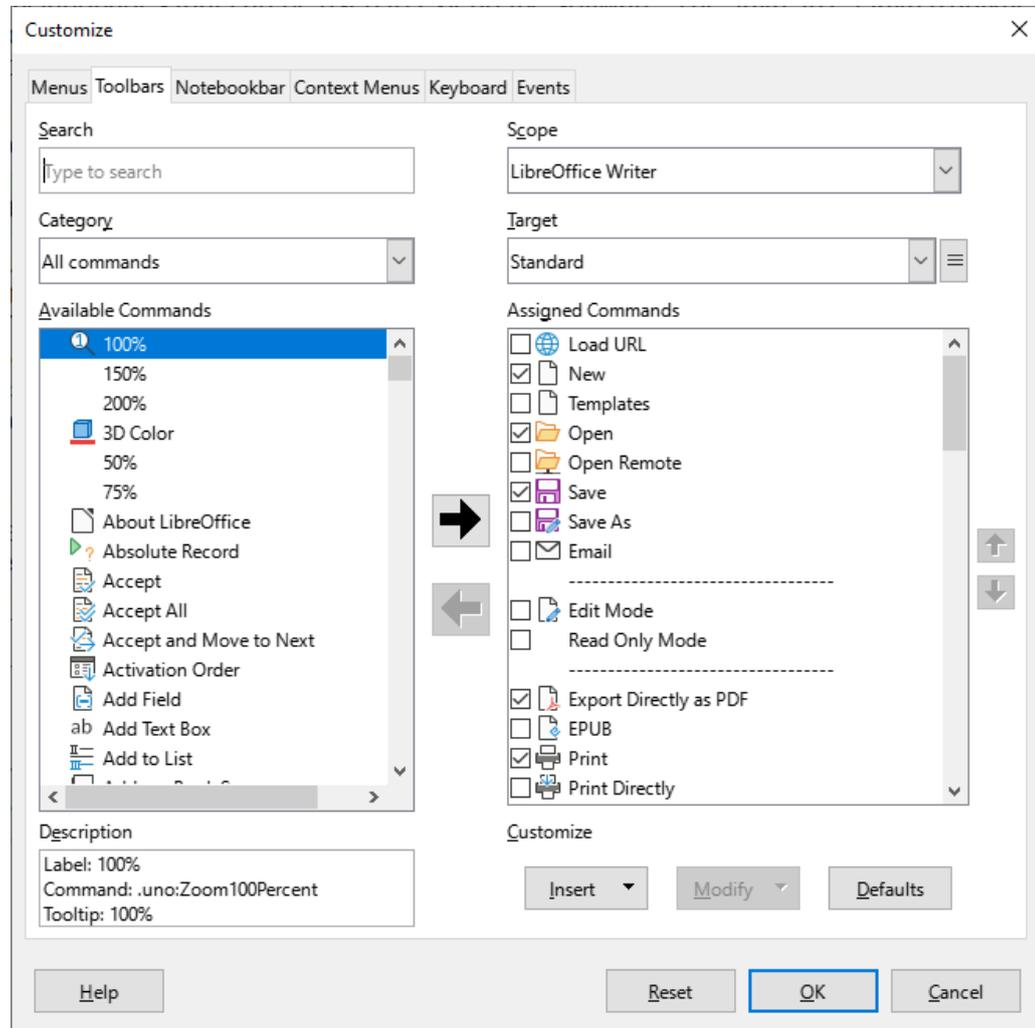 Customize
Menus Toolbars Notebookbar Context Menus Keyboard Events
Search
Type to search
Category
All commands
Available Commands
100%
150%
200%
3D Color
50%
75%
About LibreOffice
Absolute Record
Accept
Accept All
Accept and Move to Next
Activation Order
Add Field
ab Add Text Box
Add to List
Description
Label: 100%
Command: .uno:Zoom100Percent
Tooltip: 100%
Scope
LibreOffice Writer
Target
Standard
Assigned Commands
Load URL
New
Templates
Open
Open Remote
Save
Save As
Email
--------------------------------
Edit Mode
Read Only Mode
--------------------------------
Export Directly as PDF
EPUB
Print
Print Directly
Customize
Insert Modify Defaults
Help Reset OK Cancel